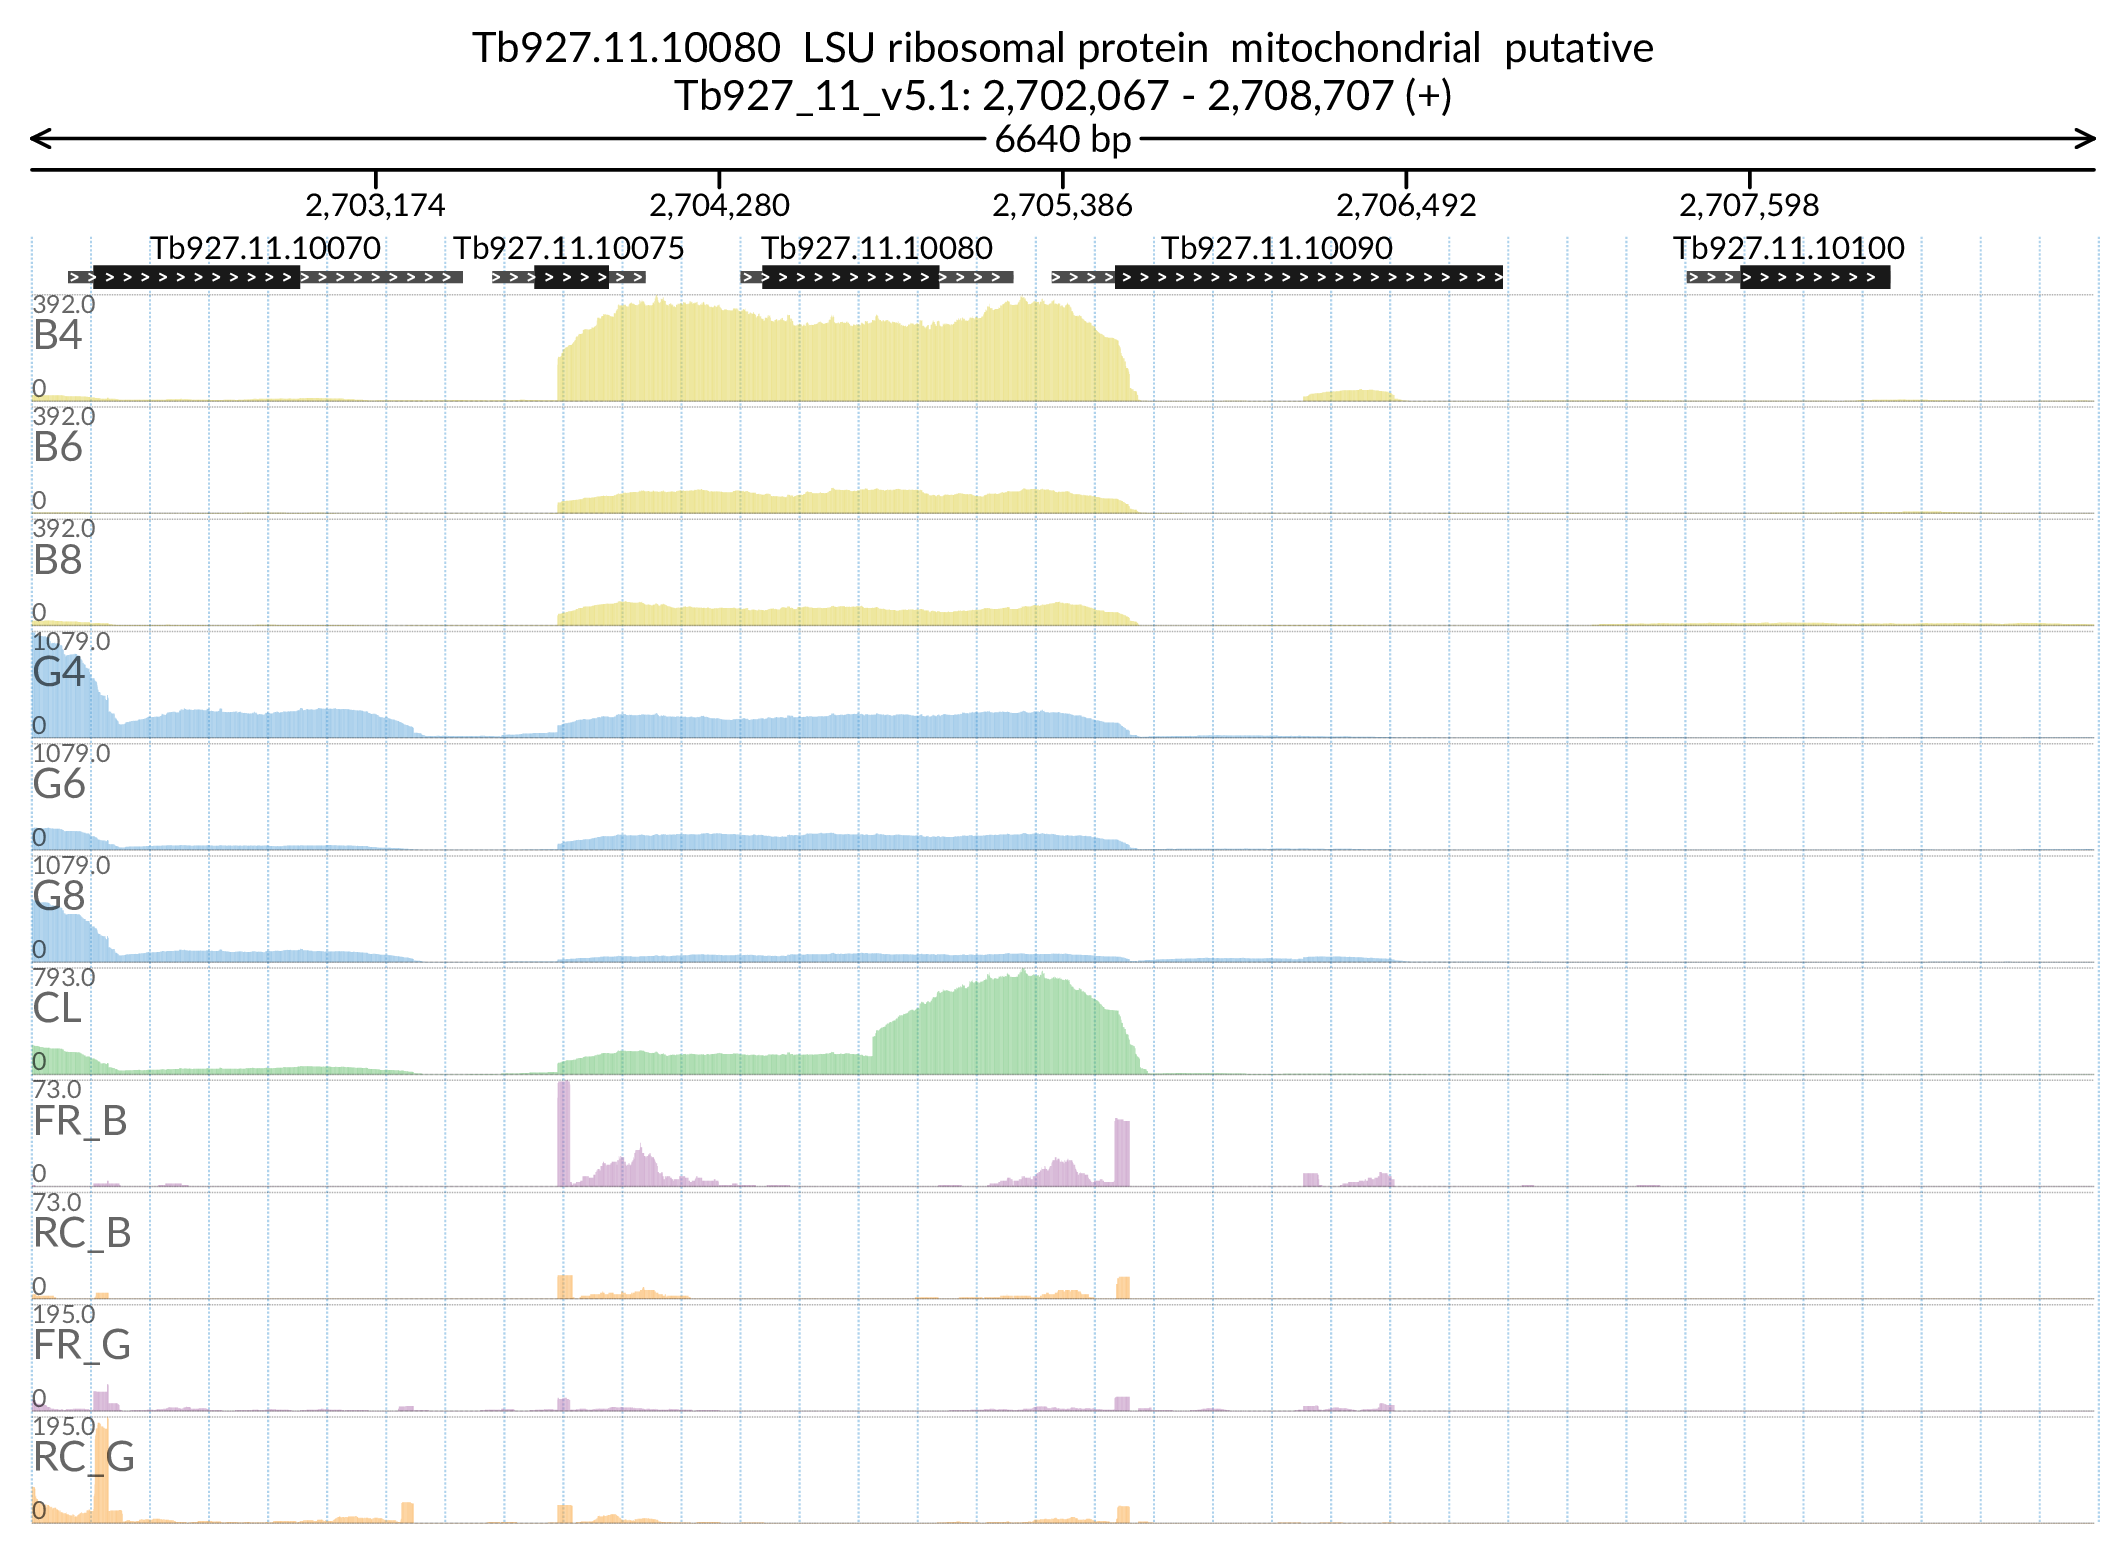 Tb927.11.10080 LSU ribosomal protein mitochondrial putative
Tb927_11_v5.1: 2,702,067 - 2,708,707 (+)
6640 bp
2,703,174 2,704,280 2,705,386 2,706,492 2,707,598
Tb927.11.10070 Tb927.11.10075 Tb927.11.10080 Tb927.11.10090 Tb927.11.10100
392.0
B4
0
392.0
B6
0
392.0
B8
0
1079.0
G4
0
1079.0
G6
0
1079.0
G8
0
793.0
CL
0
73.0
FR_B
0
73.0
RC_B
0
195.0
FR_G
0
195.0
RC_G
0